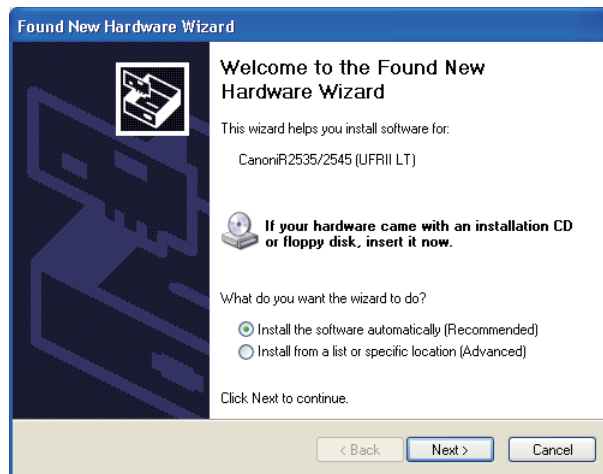 Found New Hardware Wizard
Welcome to the Found New
Hardware Wizard
This wizard helps you install software for:
CanoniR2535/2545 (UFRII LT)
If your hardware came with an installation CD
or floppy disk, insert it now.
What do you want the wizard to do?
Install the software automatically (Recommended)
Install from a list or specific location (Advanced)
Click Next to continue.
< Back Next > Cancel